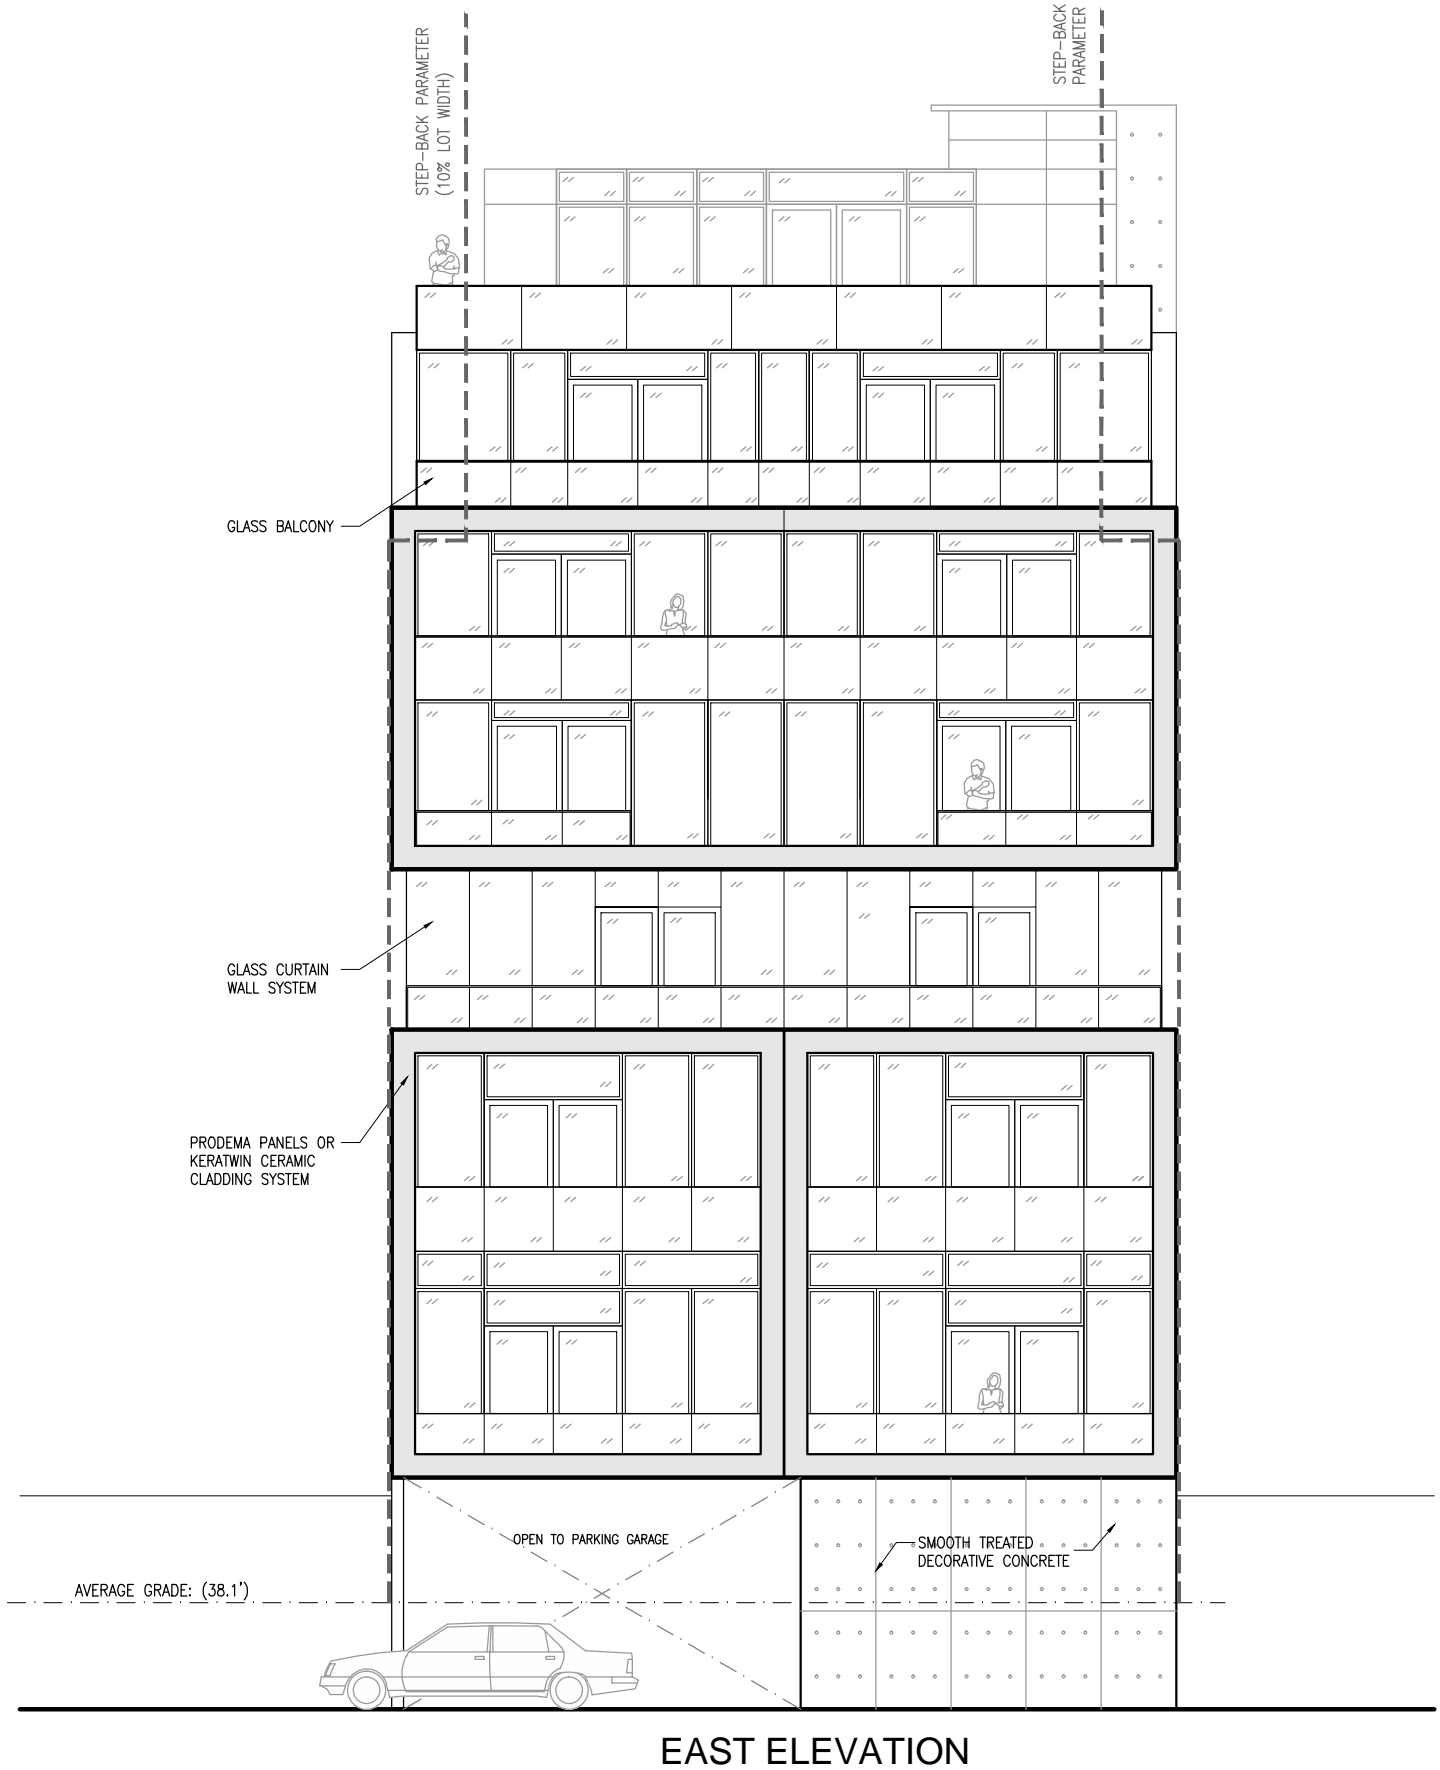 STEP-BACK PARAMETER
(10% LOT WIDTH)
STEP-BACK
PARAMETER
GLASS BALCONY
GLASS CURTAIN
WALL SYSTEM
PRODEMA PANELS OR
KERATWIN CERAMIC
CLADDING SYSTEM
OPEN TO PARKING GARAGE
SMOOTH TREATED
DECORATIVE CONCRETE
AVERAGE GRADE: (38.1')
EAST ELEVATION